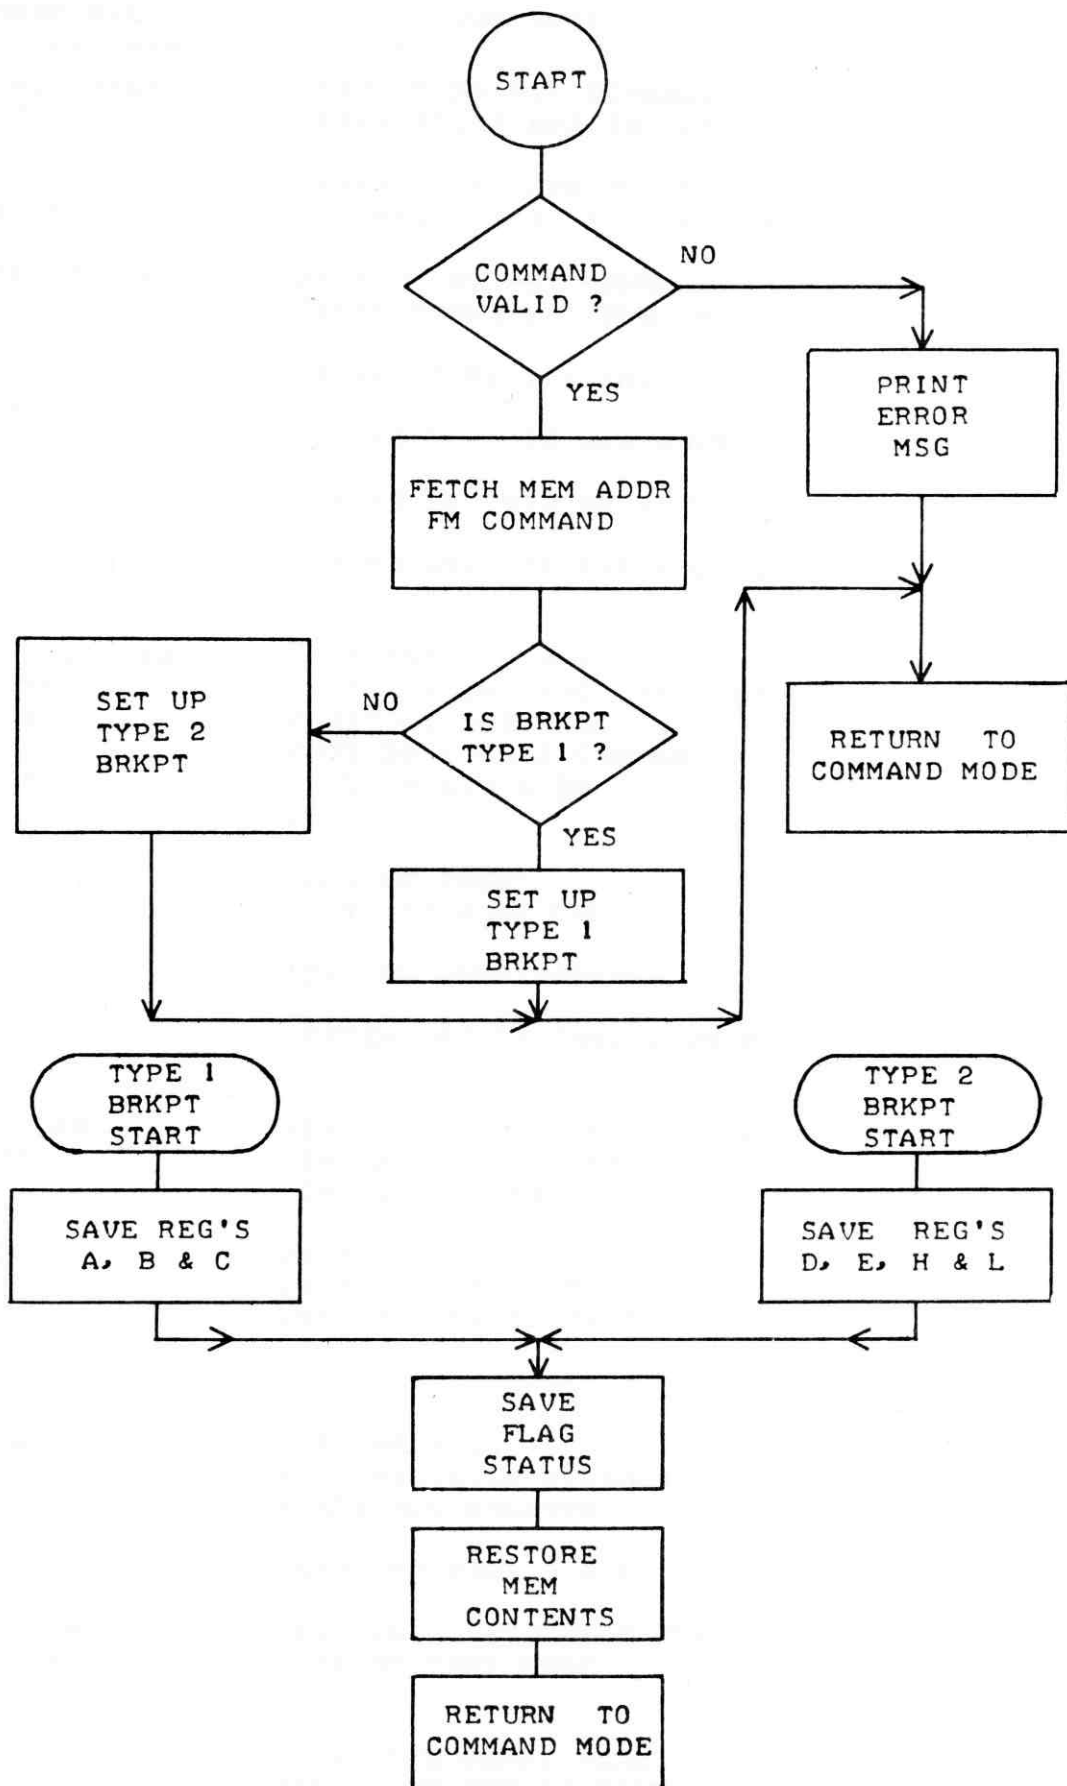 START
COMMAND
VALID ?
NO
YES
PRINT
ERROR
MSG
FETCH MEM ADDR
FM COMMAND
IS BRKPT
TYPE 1 ?
NO
YES
SET UP
TYPE 2
BRKPT
SET UP
TYPE 1
BRKPT
RETURN TO
COMMAND MODE
TYPE 1
BRKPT
START
TYPE 2
BRKPT
START
SAVE REG'S
A, B & C
SAVE REG'S
D, E, H & L
SAVE
FLAG
STATUS
RESTORE
MEM
CONTENTS
RETURN TO
COMMAND MODE